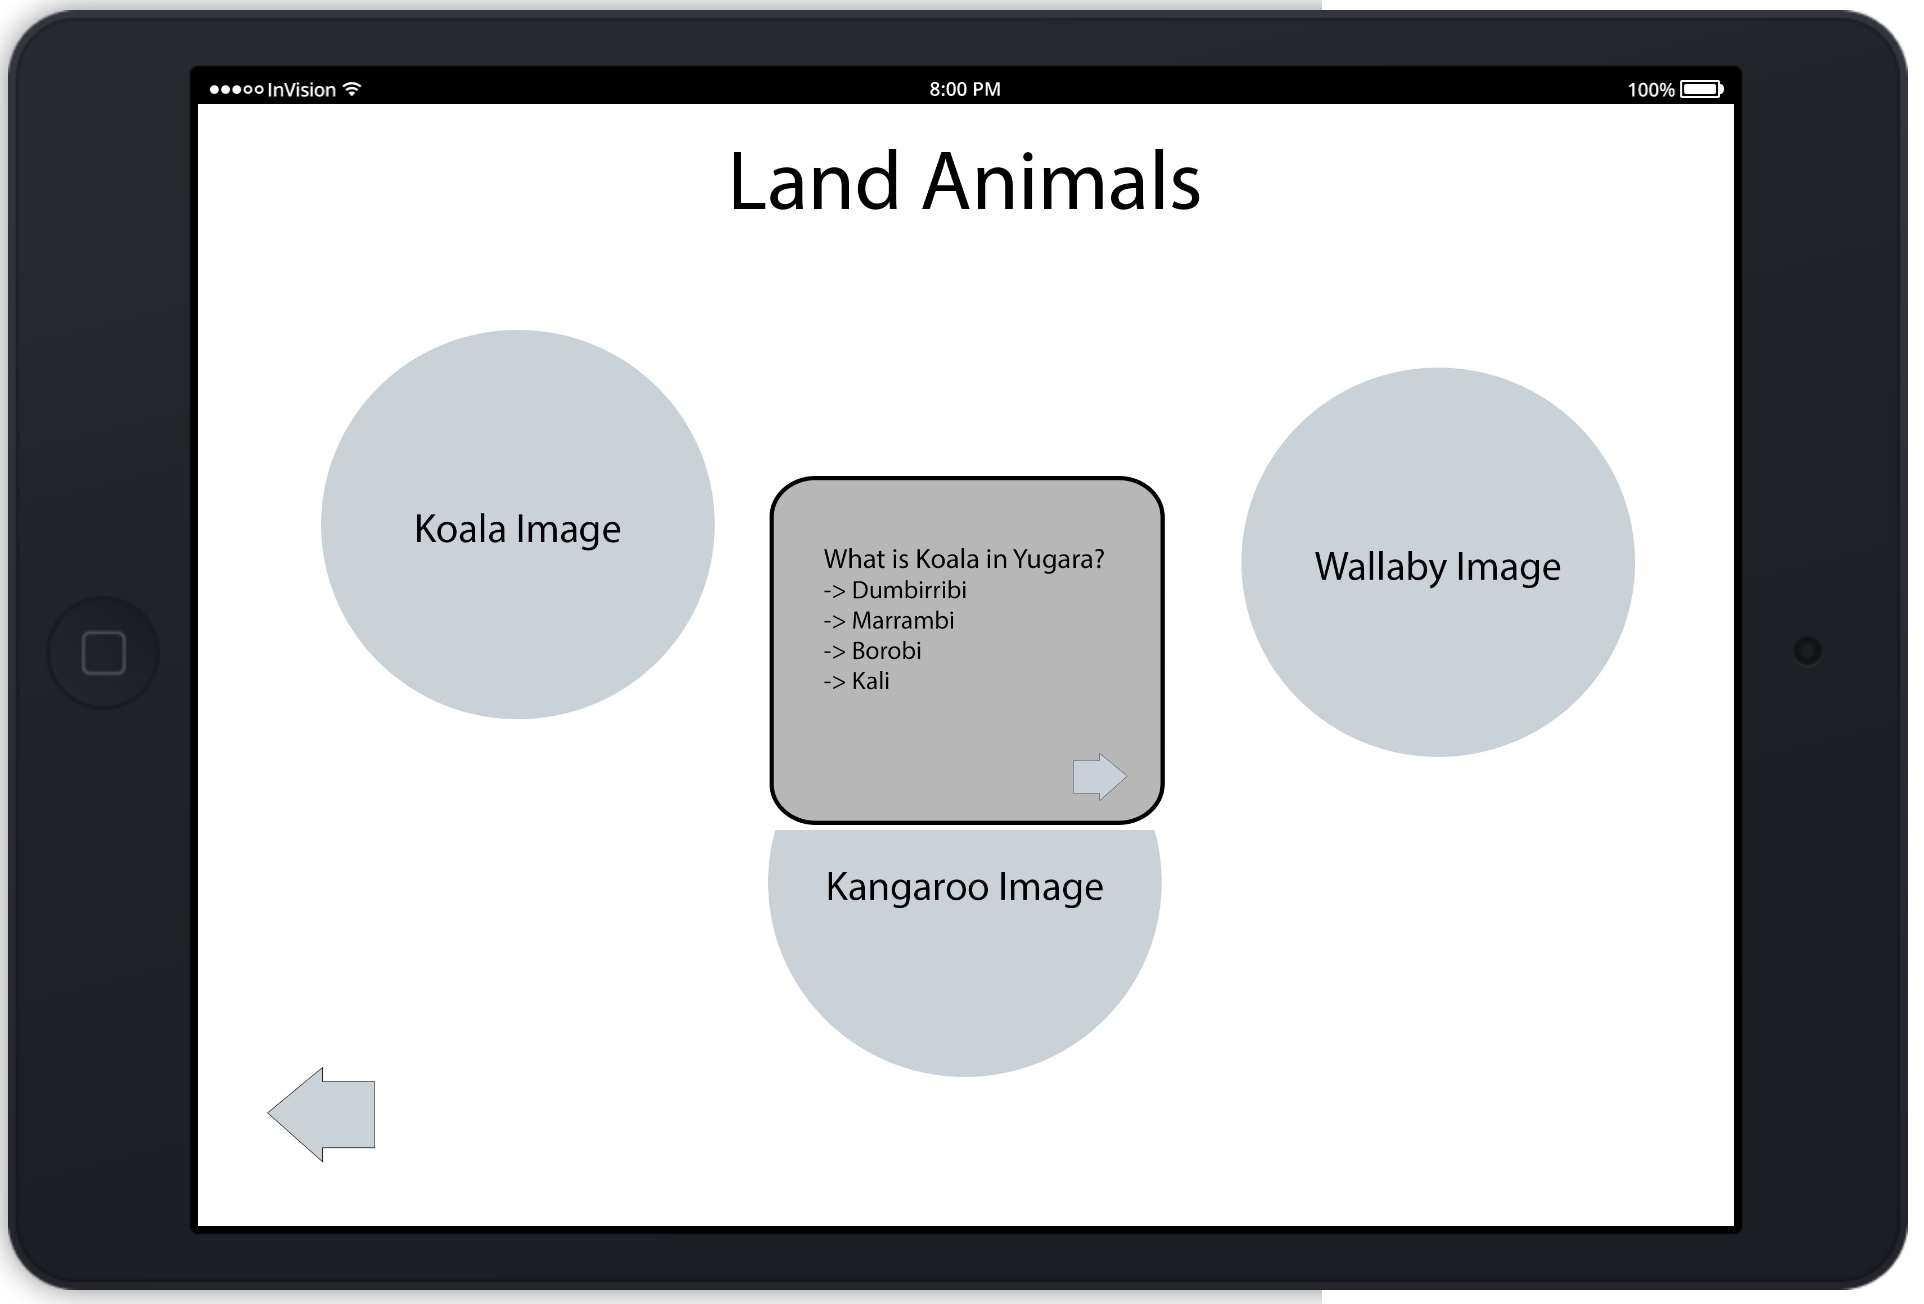 InVision 8:00 PM 100%
Land Animals
Koala Image
Wallaby Image
What is Koala in Yugara?
-> Dumbirribi
-> Marrambi
-> Borobi
-> Kali
Kangaroo Image